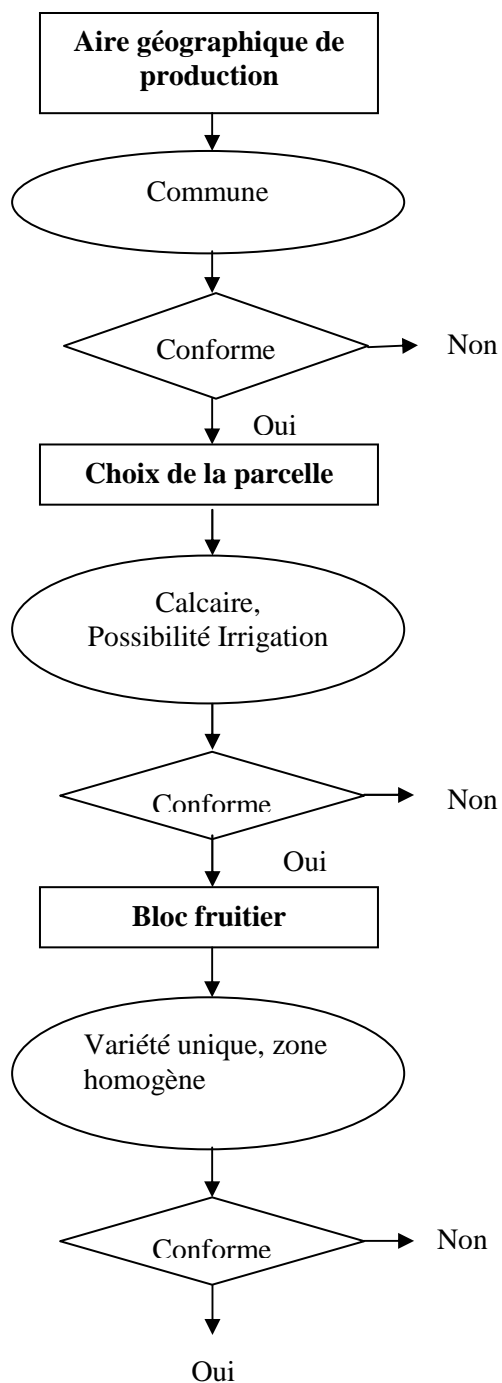 Aire géographique de
production
Commune
Conforme
Non
Oui
Choix de la parcelle
Calcaire,
Possibilité Irrigation
Conforme
Non
Oui
Bloc fruitier
Variété unique, zone
homogène
Conforme
Non
Oui